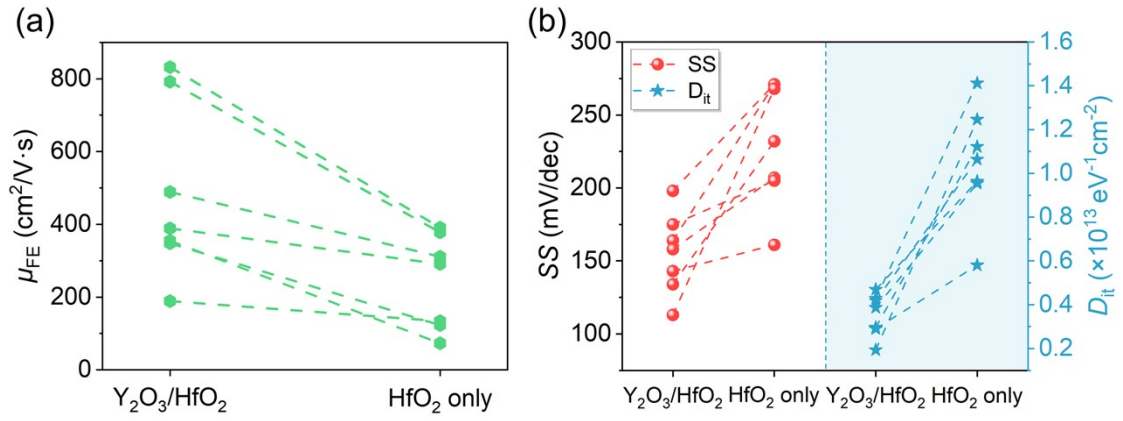 (a)
μFE (cm²/V·s)
800
600
400
200
0
Y₂O₃/HfO₂
HfO₂ only
(b)
SS
Dit
SS (mV/dec)
300
250
200
150
100
Y₂O₃/HfO₂
HfO₂ only
Y₂O₃/HfO₂
HfO₂ only
1.6
1.4
1.2
1.0
0.8
0.6
0.4
0.2
Dit (×10¹³ eV⁻¹cm⁻²)